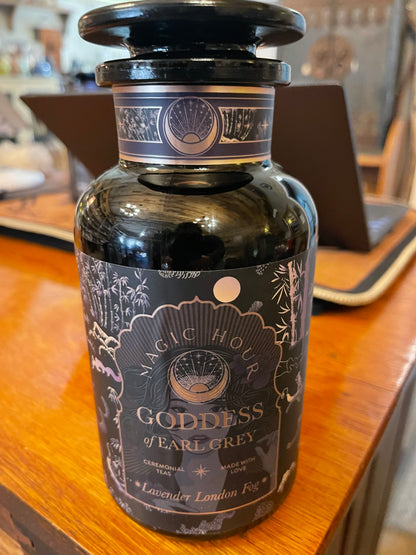 MAGIC HOUR
GODDESS
of EARL GREY
CEREMONIAL TEAS
MADE WITH LOVE
Lavender London Fog